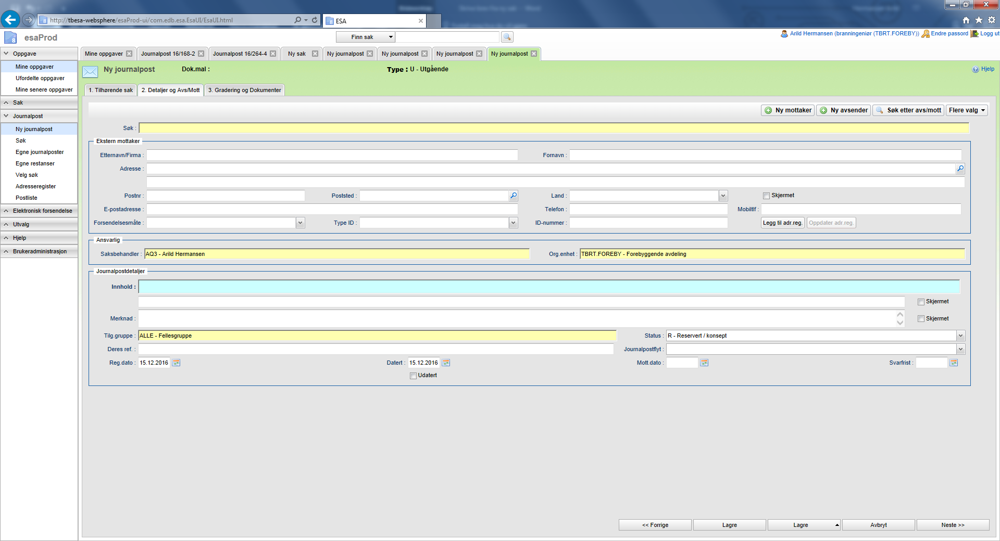 http://tbesa-websphere/esaProd-ui/com.edb.esa.EsaUI/EsaUI.html
ESA
esaProd
Finn sak
Arild Hermansen (branningeniør (TBRT.FOREBY))
Endre passord
Logg ut
Oppgave
Mine oppgaver
Ufordelte oppgaver
Mine senere oppgaver
Sak
Journalpost
Ny journalpost
Søk
Egne journalposter
Egne restanser
Velg søk
Adresseregister
Postliste
Elektronisk forsendelse
Utvalg
Hjelp
Brukeradministrasjon
Mine oppgaver
Journalpost 16/168-2
Journalpost 16/264-4
Ny sak
Ny journalpost
Ny journalpost
Ny journalpost
Ny journalpost
Ny journalpost
Dok.mal :
Type : U - Utgående
Hjelp
1. Tilhørende sak
2. Detaljer og Avs/Mott
3. Gradering og Dokumenter
Ny mottaker
Ny avsender
Søk etter avs/mott
Flere valg
Søk :
Ekstern mottaker
Etternavn/Firma :
Fornavn :
Adresse :
Postnr :
Poststed :
Land :
Skjermet
E-postadresse :
Telefon :
Mobiltlf :
Forsendelsesmåte :
Type ID :
ID-nummer :
Legg til adr.reg.
Oppdater adr.reg.
Ansvarlig
Saksbehandler : AQ3 - Arild Hermansen
Org.enhet : TBRT.FOREBY - Forebyggende avdeling
Journalpostdetaljer
Innhold :
Skjermet
Merknad :
Skjermet
Tilg.gruppe : ALLE - Fellesgruppe
Status : R - Reservert / konsept
Deres ref. :
Journalpostflyt :
Reg.dato : 15.12.2016
Datert : 15.12.2016
Mott.dato :
Svarfrist :
Udatert
<< Forrige
Lagre
Lagre
Avbryt
Neste >>